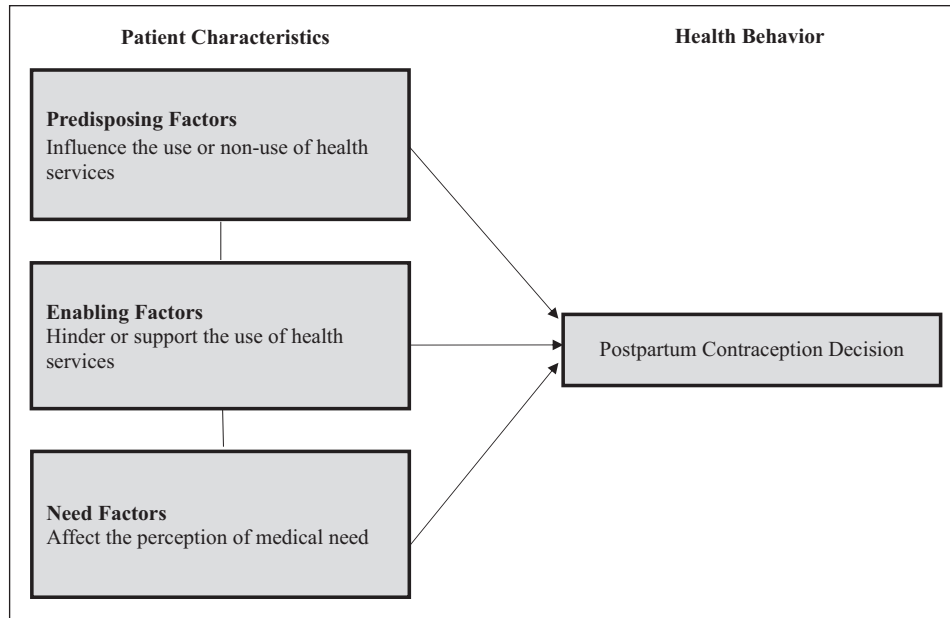 Patient Characteristics
Health Behavior
Predisposing Factors
Influence the use or non-use of health
services
Enabling Factors
Hinder or support the use of health
services
Need Factors
Affect the perception of medical need
Postpartum Contraception Decision